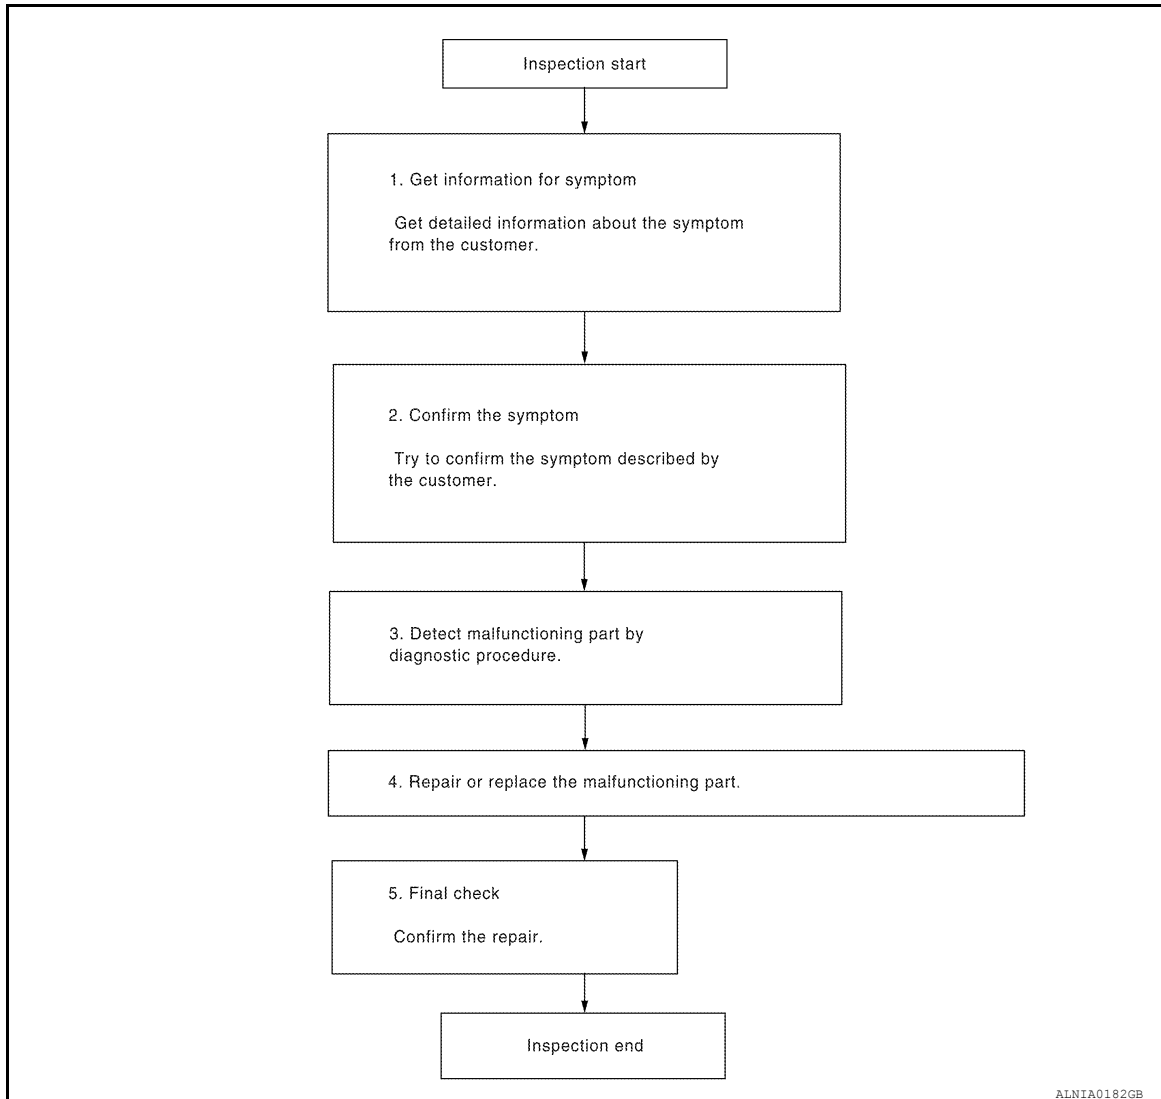 Inspection start
1. Get information for symptom
Get detailed information about the symptom
from the customer.
2. Confirm the symptom
Try to confirm the symptom described by
the customer.
3. Detect malfunctioning part by
diagnostic procedure.
4. Repair or replace the malfunctioning part.
5. Final check
Confirm the repair.
Inspection end
ALNIA0182GB